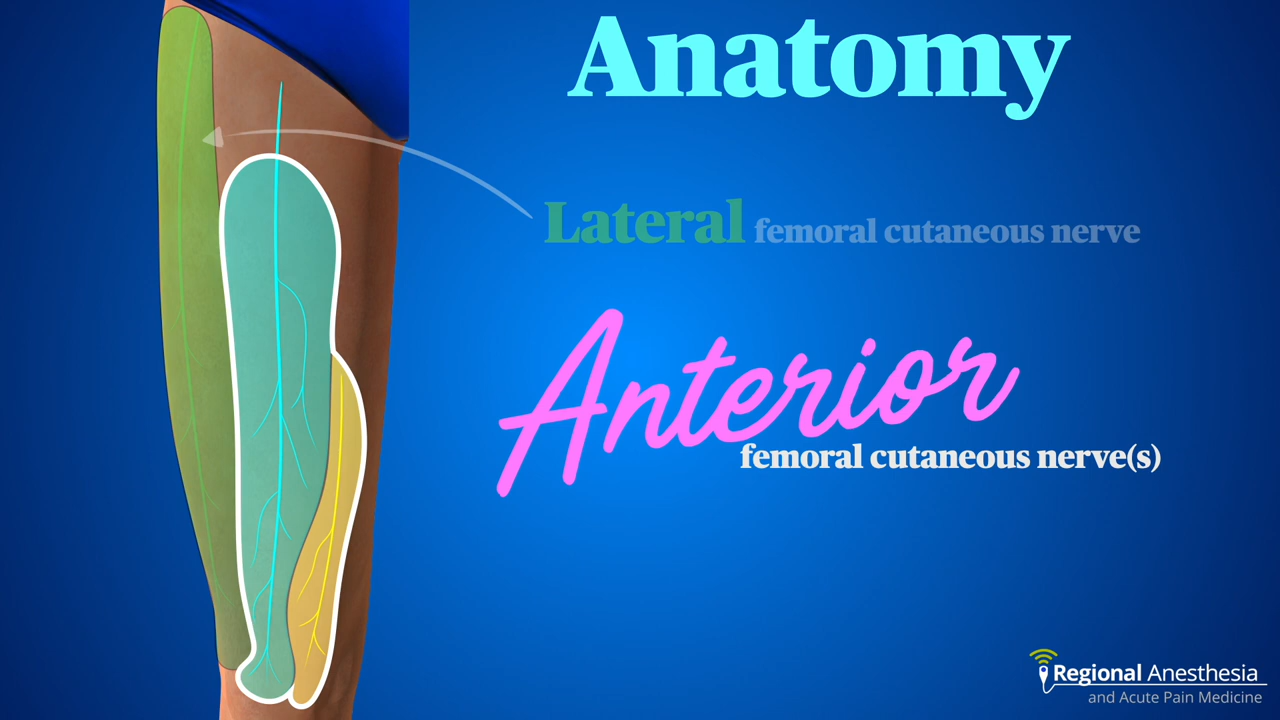 Anatomy
Lateral femoral cutaneous nerve
Anterior
femoral cutaneous nerve(s)
Regional Anesthesia
and Acute Pain Medicine